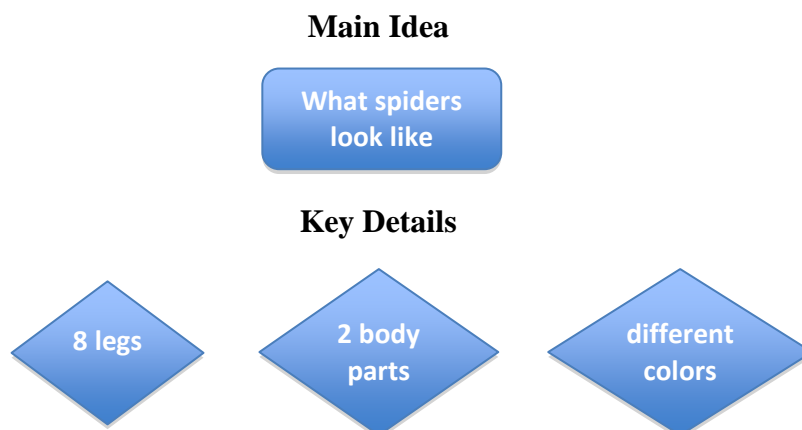 Main Idea
What spiders
look like
Key Details
8 legs
2 body
parts
different
colors